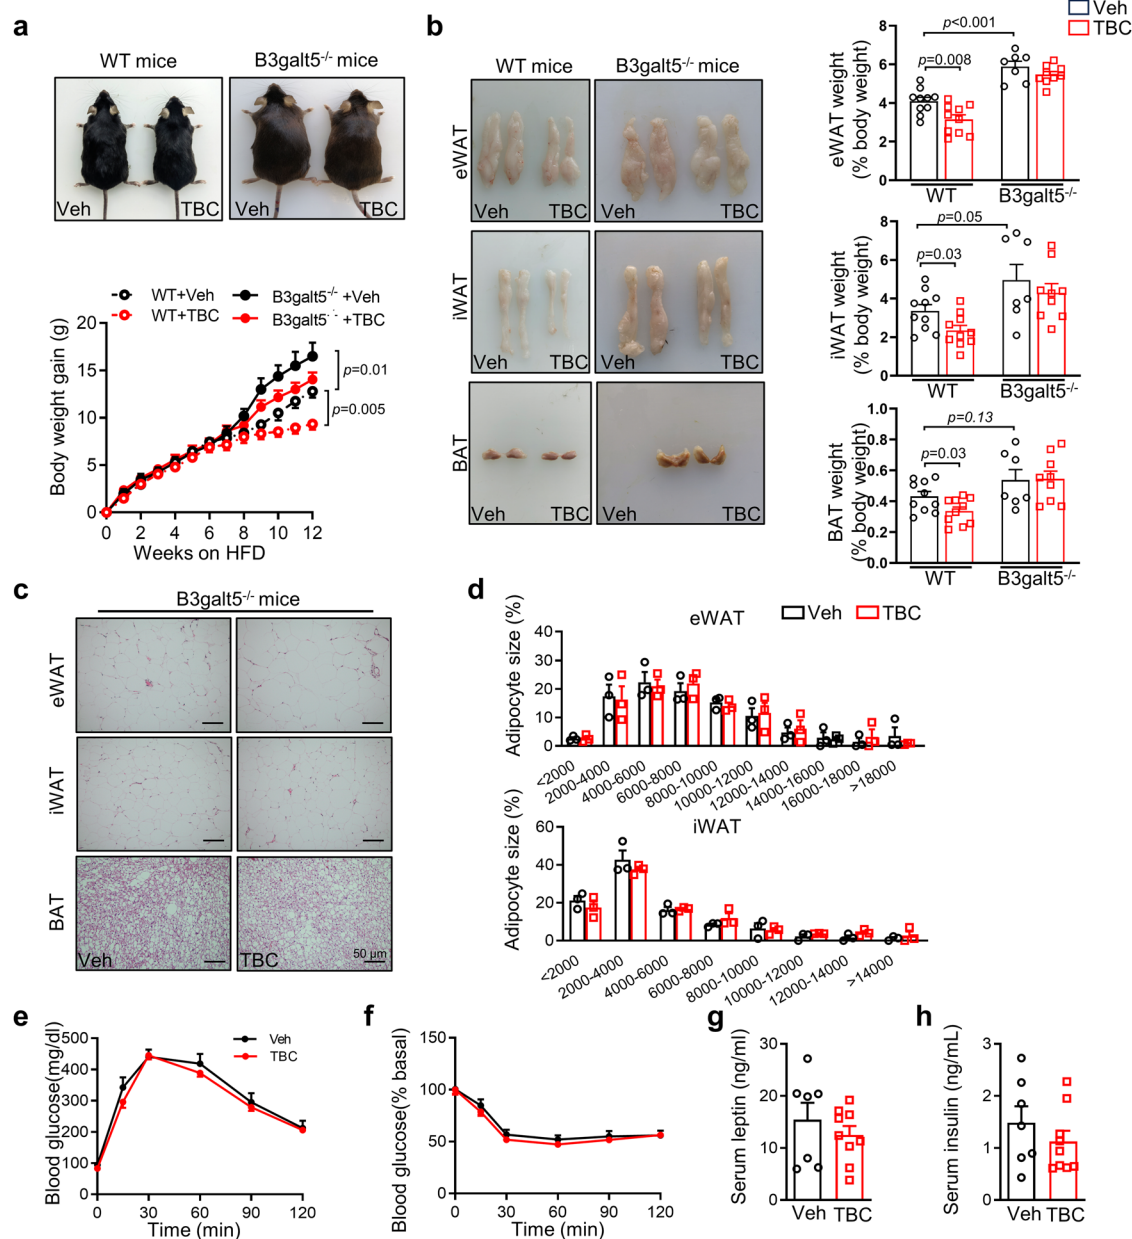 a
WT mice
B3galt5-/- mice
Veh
TBC
Veh
TBC
WT+Veh
B3galt5-/- +Veh
WT+TBC
B3galt5-/- +TBC
Body weight gain (g)
20
15
10
5
0
p=0.01
p=0.005
0 2 4 6 8 10 12
Weeks on HFD
b
WT mice
B3galt5-/- mice
eWAT
Veh
TBC
Veh
TBC
iWAT
Veh
TBC
Veh
TBC
BAT
Veh
TBC
Veh
TBC
Veh
TBC
eWAT weight
(% body weight)
8
6
4
2
0
p<0.001
p=0.008
WT
B3galt5-/-
iWAT weight
(% body weight)
8
6
4
2
0
p=0.05
p=0.03
WT
B3galt5-/-
BAT weight
(% body weight)
1.0
0.8
0.6
0.4
0.2
0.0
p=0.13
p=0.03
WT
B3galt5-/-
c
B3galt5-/- mice
eWAT
iWAT
BAT
Veh
TBC
50 µm
d
eWAT
Veh
TBC
Adipocyte size (%)
40
30
20
10
0
<2000
2000-4000
4000-6000
6000-8000
8000-10000
10000-12000
12000-14000
14000-16000
16000-18000
>18000
iWAT
Adipocyte size (%)
60
40
20
0
<2000
2000-4000
4000-6000
6000-8000
8000-10000
10000-12000
12000-14000
>14000
e
Blood glucose(mg/dl)
500
400
300
200
100
0
Veh
TBC
0 30 60 90 120
Time (min)
f
Blood glucose(% basal)
150
100
50
0
0 30 60 90 120
Time (min)
g
Serum leptin (ng/ml)
30
20
10
0
Veh TBC
h
Serum insulin (ng/mL)
3
2
1
0
Veh TBC